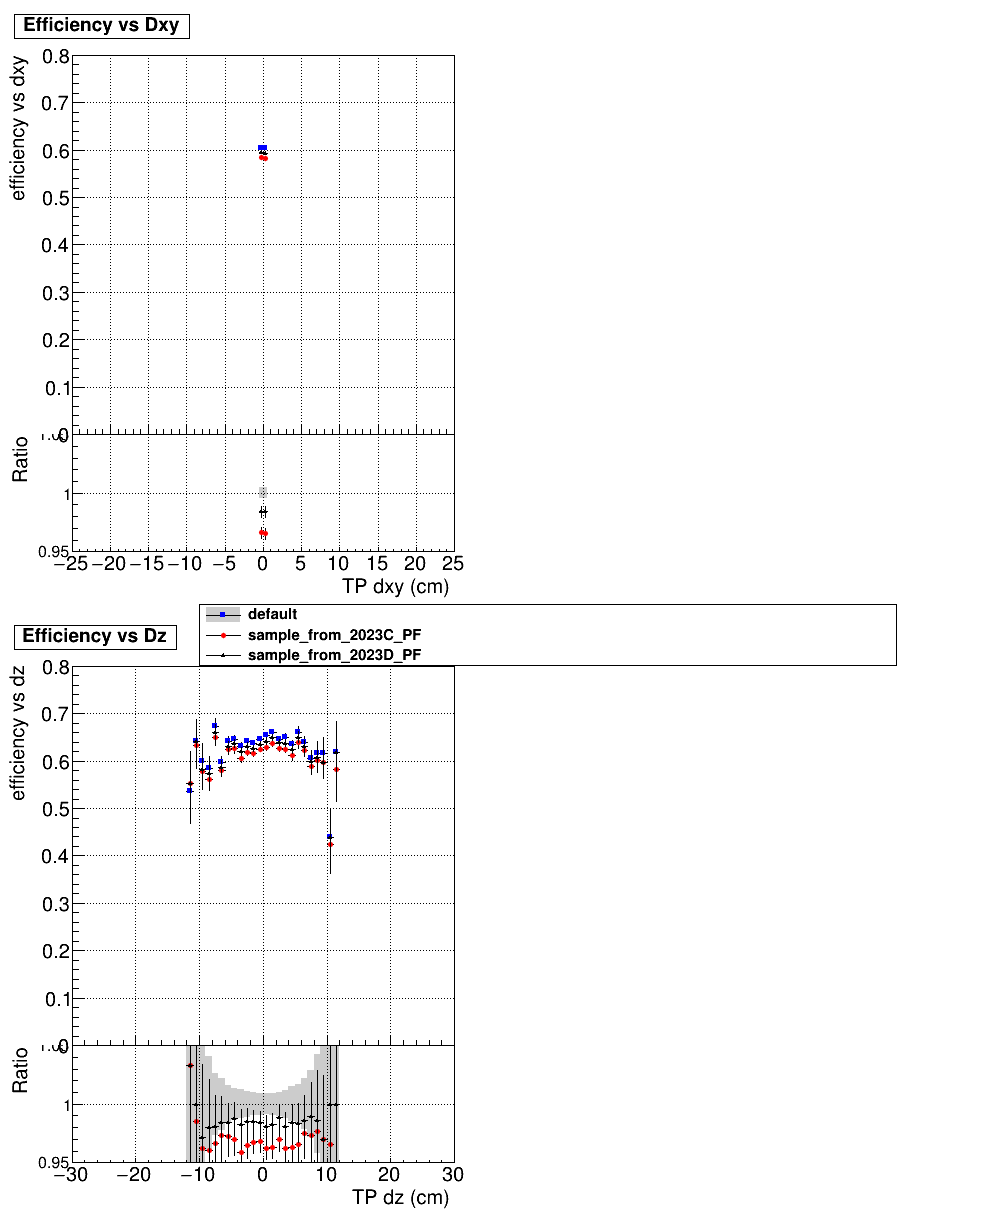 Efficiency vs Dxy
efficiency vs dxy
0.8
0.7
0.6
0.5
0.4
0.3
0.2
0.1
0
Ratio
1
0.95
−25 −20 −15 −10 −5 0 5 10 15 20 25
TP dxy (cm)
default
sample_from_2023C_PF
sample_from_2023D_PF
Efficiency vs Dz
efficiency vs dz
0.8
0.7
0.6
0.5
0.4
0.3
0.2
0.1
0
Ratio
1
0.95
−30 −20 −10 0 10 20 30
TP dz (cm)